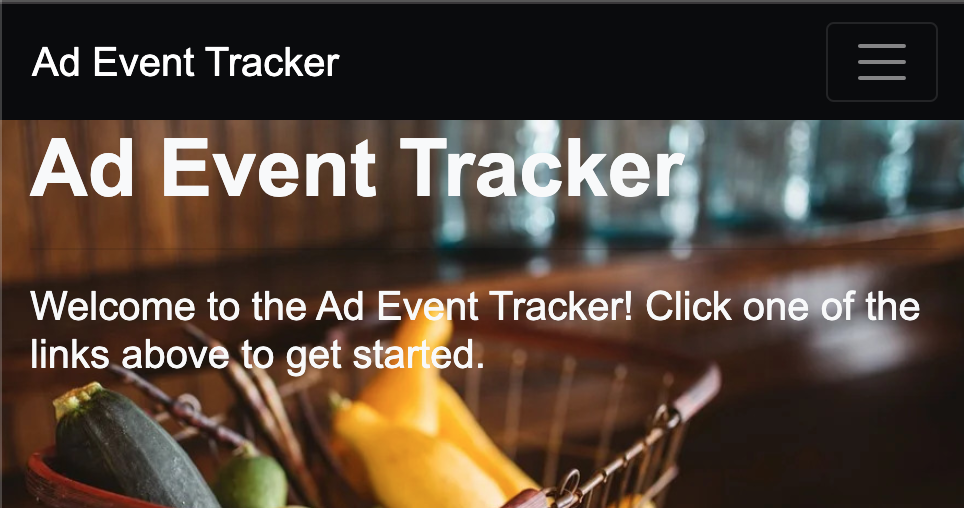 Ad Event Tracker
Ad Event Tracker
Welcome to the Ad Event Tracker! Click one of the
links above to get started.